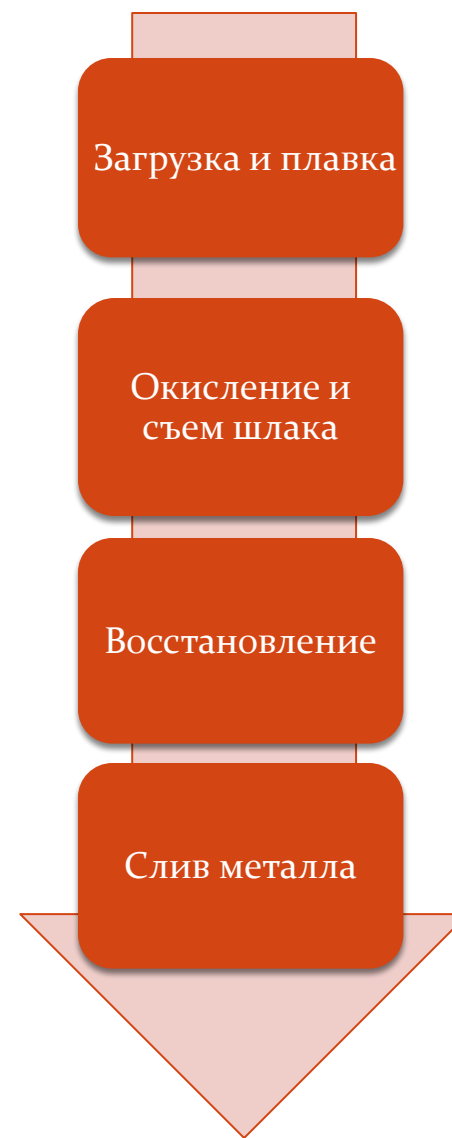 Загрузка и плавка
Окисление и
съем шлака
Восстановление
Слив металла